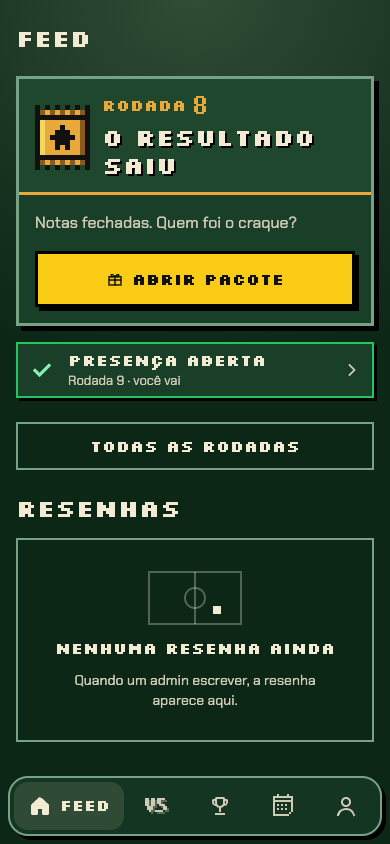 FEED
RODADA 8
O RESULTADO
SAIU
Notas fechadas. Quem foi o craque?
ABRIR PACOTE
PRESENÇA ABERTA
Rodada 9 · você vai
TODAS AS RODADAS
RESENHAS
NENHUMA RESENHA AINDA
Quando um admin escrever, a resenha
aparece aqui.
FEED
VS